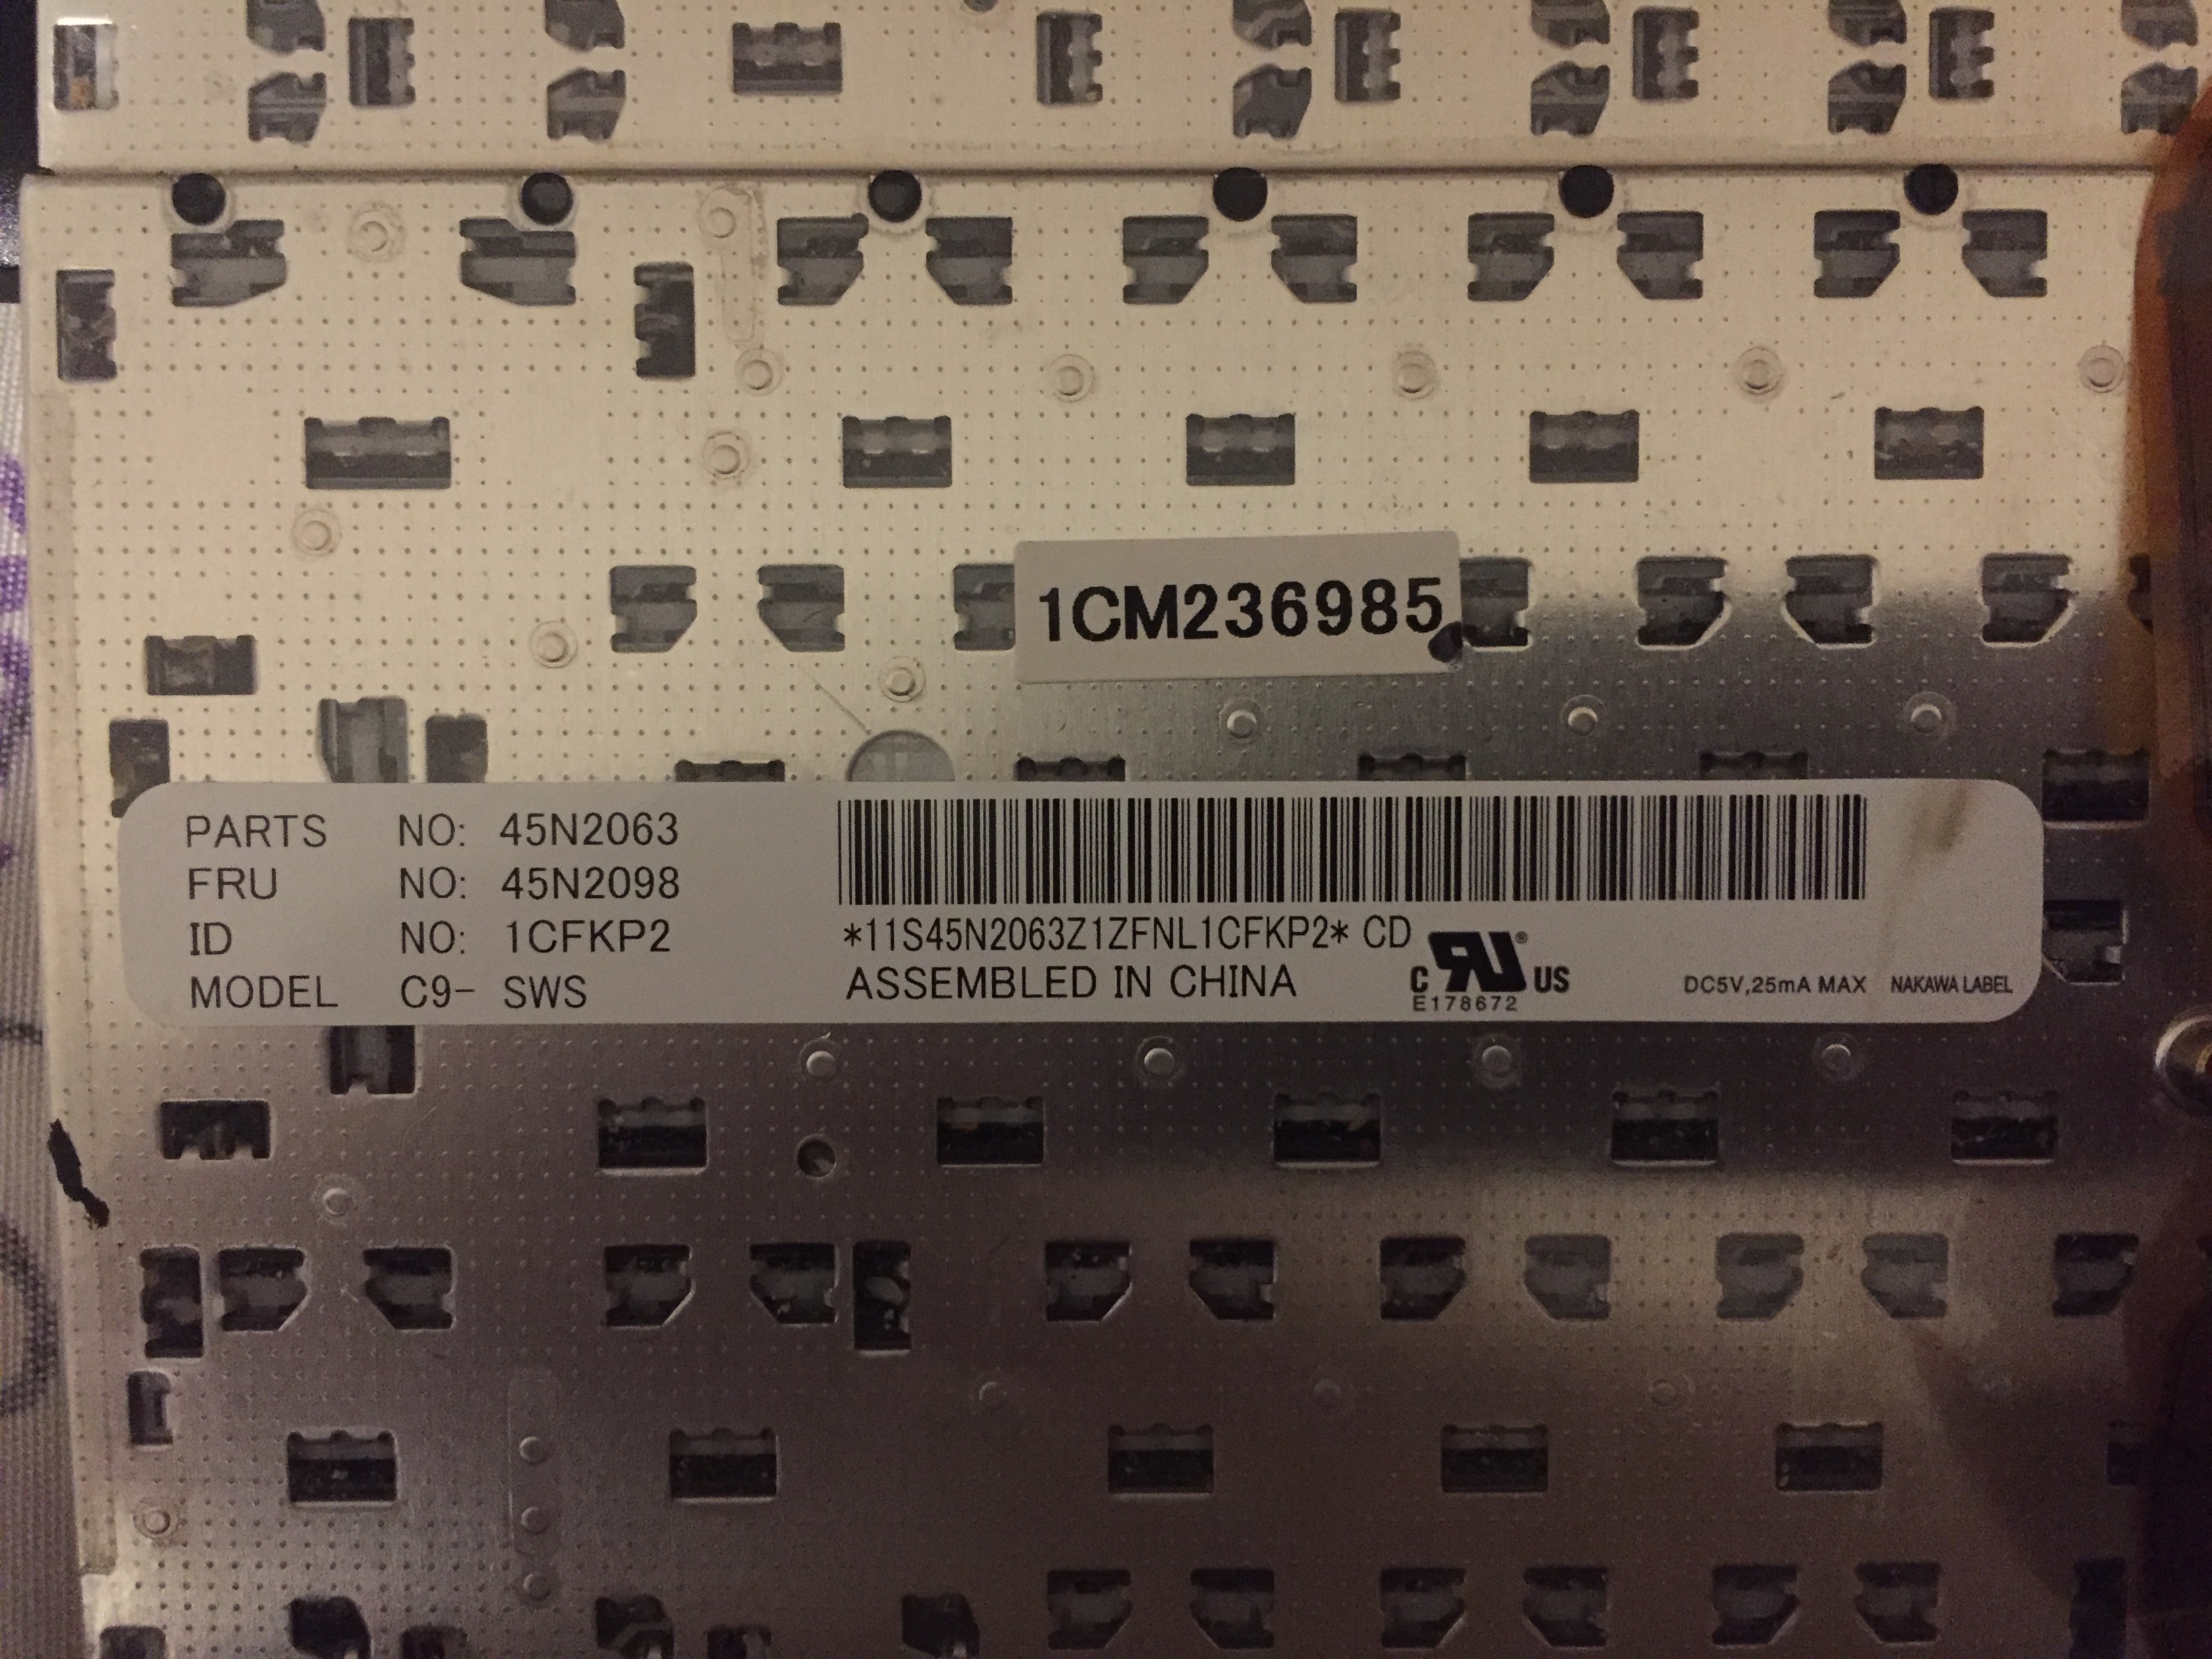 1CM236985
PARTS NO: 45N2063
FRU NO: 45N2098
ID NO: 1CFKP2
MODEL C9- SWS
*11S45N2063Z1ZFNL1CFKP2* CD
ASSEMBLED IN CHINA
C RU ® US
E178672
DC5V,25mA MAX NAKAWA LABEL